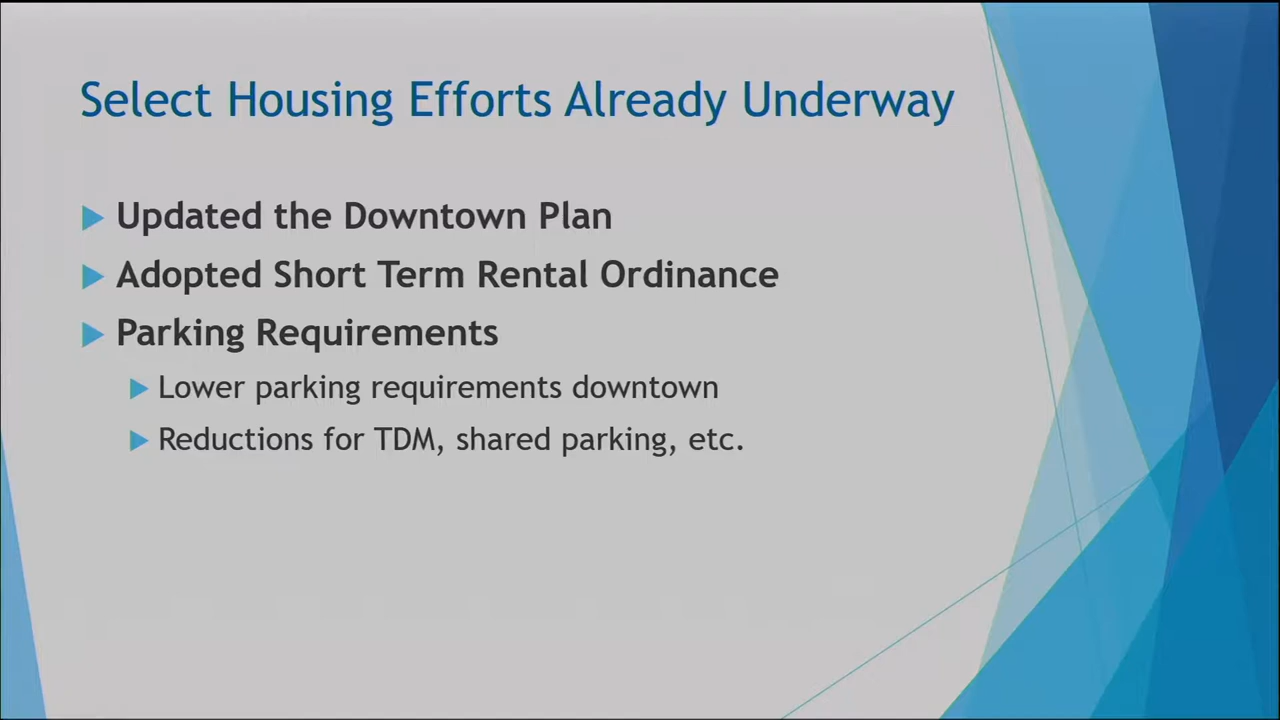 Select Housing Efforts Already Underway
Updated the Downtown Plan
Adopted Short Term Rental Ordinance
Parking Requirements
Lower parking requirements downtown
Reductions for TDM, shared parking, etc.